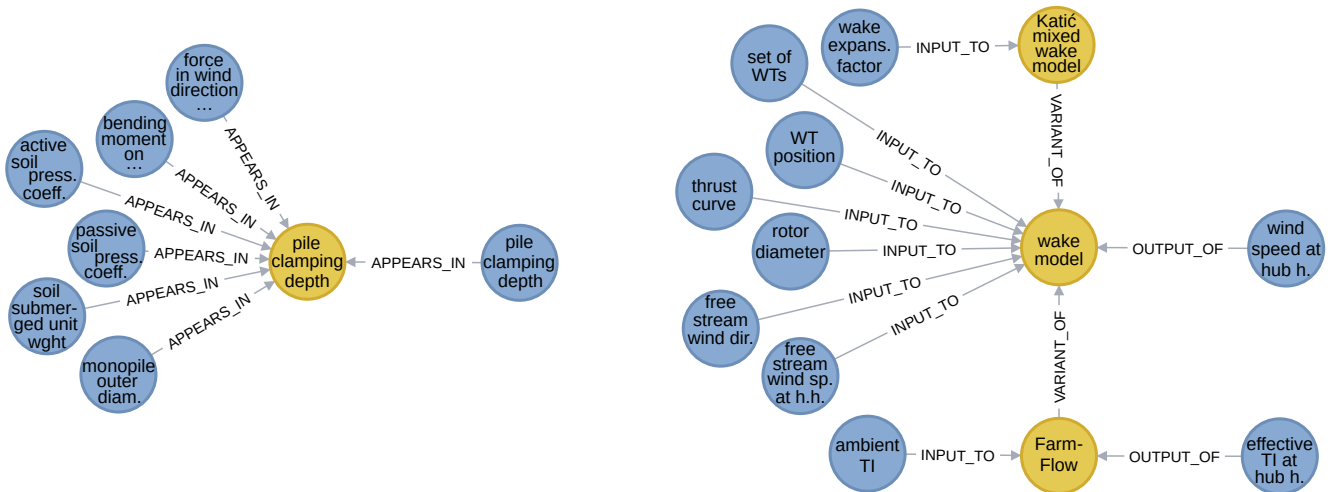 force
in wind
direction
...
APPEARS_IN
bending
moment
on
...
APPEARS_IN
active
soil
press.
coeff.
APPEARS_IN
passive
soil
press.
coeff.
APPEARS_IN
soil
submer-
ged unit
wght
APPEARS_IN
monopile
outer
diam.
APPEARS_IN
pile
clamping
depth
APPEARS_IN
pile
clamping
depth
wake
expans.
factor
INPUT_TO
Katić
mixed
wake
model
VARIANT_OF
set of
WTs
INPUT_TO
WT
position
INPUT_TO
thrust
curve
INPUT_TO
rotor
diameter
INPUT_TO
free
stream
wind dir.
INPUT_TO
free
stream
wind sp.
at h.h.
INPUT_TO
wake
model
OUTPUT_OF
wind
speed at
hub h.
VARIANT_OF
ambient
TI
INPUT_TO
Farm-
Flow
OUTPUT_OF
effective
TI at
hub h.